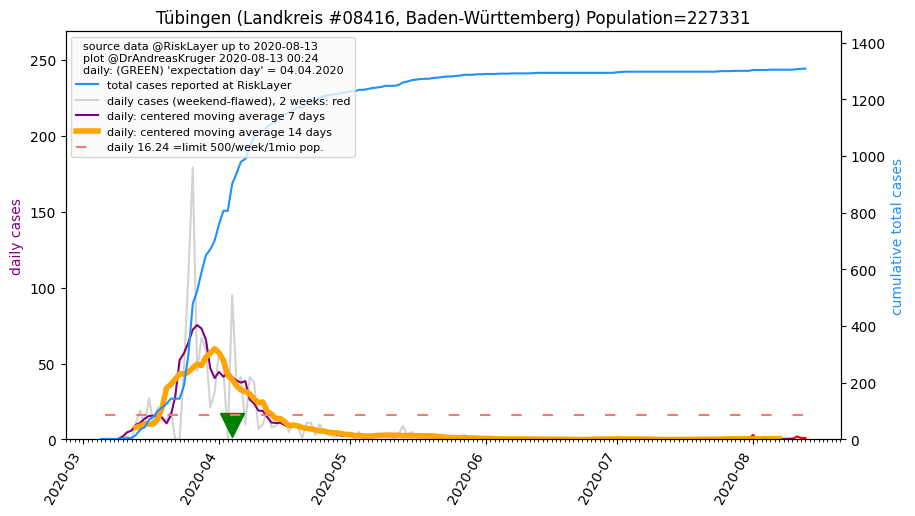 Tübingen (Landkreis #08416, Baden-Württemberg) Population=227331
source data @RiskLayer up to 2020-08-13
plot @DrAndreasKruger 2020-08-13 00:24
daily: (GREEN) 'expectation day' = 04.04.2020
total cases reported at RiskLayer
daily cases (weekend-flawed), 2 weeks: red
daily: centered moving average 7 days
daily: centered moving average 14 days
daily 16.24 =limit 500/week/1mio pop.
daily cases
250
200
150
100
50
0
cumulative total cases
1400
1200
1000
800
600
400
200
0
2020-03
2020-04
2020-05
2020-06
2020-07
2020-08